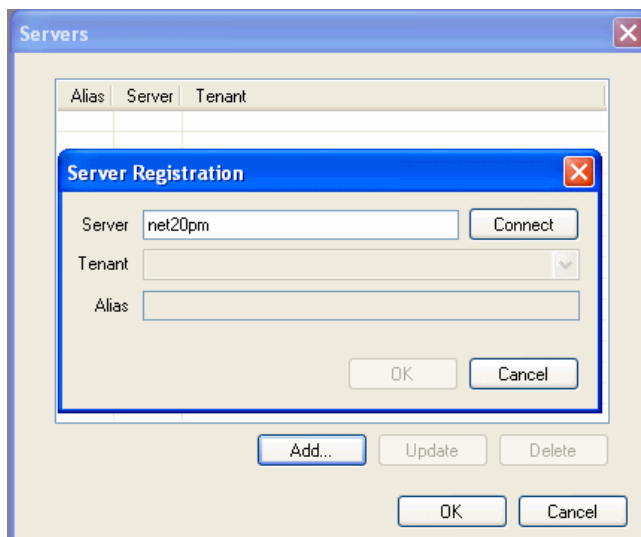 Servers
Alias Server Tenant
Server Registration
Server net20pm Connect
Tenant
Alias
OK Cancel
Add... Update Delete
OK Cancel